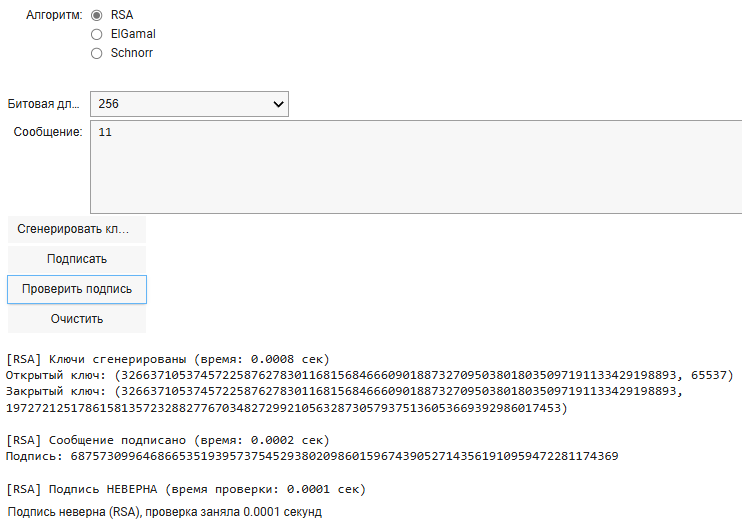 Алгоритм: RSA
ElGamal
Schnorr
Битовая дл... 256
Сообщение: 11
Сгенерировать кл...
Подписать
Проверить подпись
Очистить
[RSA] Ключи сгенерированы (время: 0.0008 сек)
Открытый ключ: (32663710537457225876278301168156846660901887327095038018035097191133429198893, 65537)
Закрытый ключ: (32663710537457225876278301168156846660901887327095038018035097191133429198893,
19727212517861581357232882776703482729921056328730579375136053669392986017453)
[RSA] Сообщение подписано (время: 0.0002 сек)
Подпись: 6875730996468665351939573754529380209860159674390527143561910959472281174369
[RSA] Подпись НЕВЕРНА (время проверки: 0.0001 сек)
Подпись неверна (RSA), проверка заняла 0.0001 секунд